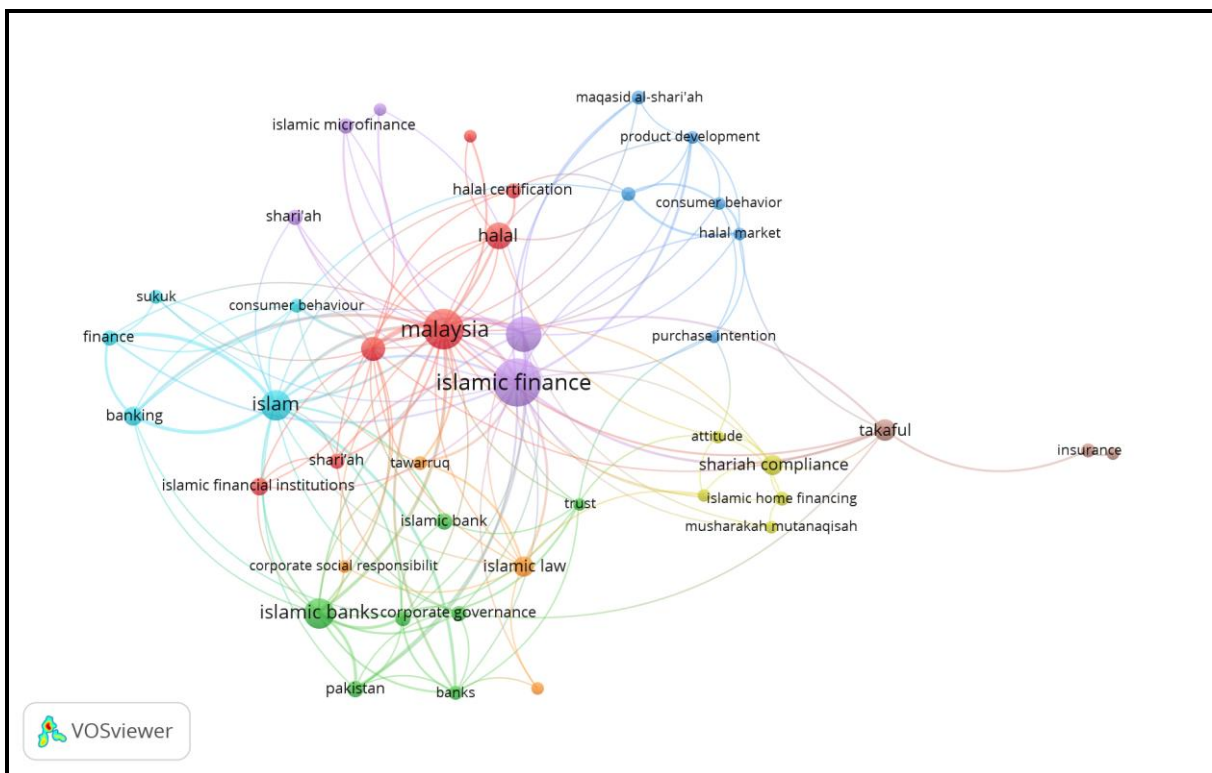 maqasid al-shari'ah
islamic microfinance
product development
halal certification
consumer behavior
shari'ah
halal
halal market
sukuk
consumer behaviour
finance
malaysia
purchase intention
islamic finance
islam
banking
takaful
attitude
insurance
shari'ah
tawarruq
shariah compliance
islamic financial institutions
islamic home financing
trust
islamic bank
musharakah mutanaqisah
corporate social responsibilit
islamic law
islamic banks
corporate governance
pakistan
banks
VOSviewer